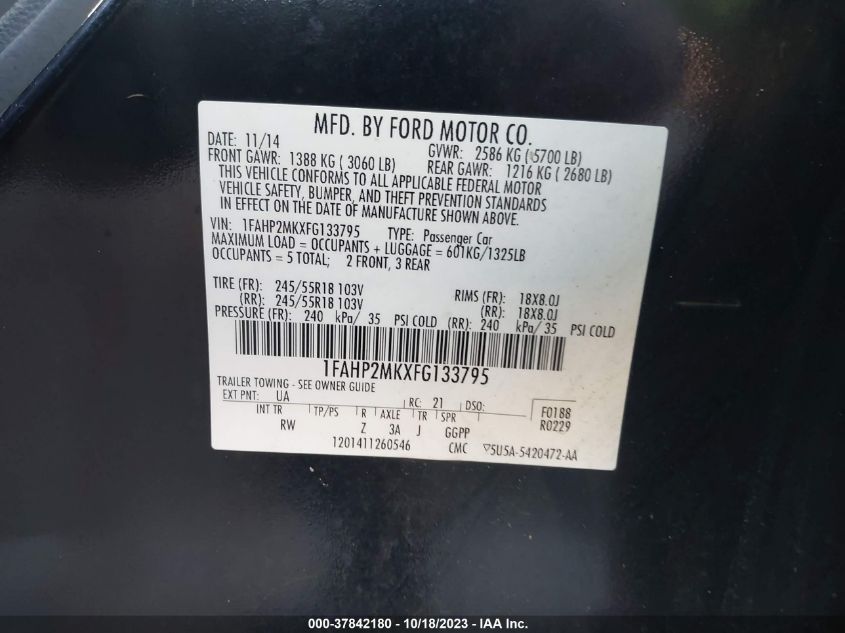 MFD. BY FORD MOTOR CO.
DATE: 11/14
GVWR: 2586 KG ( 5700 LB)
FRONT GAWR: 1388 KG ( 3060 LB)
REAR GAWR: 1216 KG ( 2680 LB)
THIS VEHICLE CONFORMS TO ALL APPLICABLE FEDERAL MOTOR
VEHICLE SAFETY, BUMPER, AND THEFT PREVENTION STANDARDS
IN EFFECT ON THE DATE OF MANUFACTURE SHOWN ABOVE.
VIN: 1FAHP2MKXFG133795 TYPE: Passenger Car
MAXIMUM LOAD = OCCUPANTS + LUGGAGE = 601KG/1325LB
OCCUPANTS = 5 TOTAL; 2 FRONT, 3 REAR
TIRE (FR): 245/55R18 103V RIMS (FR): 18X8.0J
(RR): 245/55R18 103V (RR): 18X8.0J
PRESSURE (FR): 240 kPa/ 35 PSI COLD (RR): 240 kPa/ 35 PSI COLD
1FAHP2MKXFG133795
TRAILER TOWING - SEE OWNER GUIDE
EXT PNT: UA RC: 21 DSO: F0188
INT TR TP/PS R AXLE TR SPR R0229
RW Z 3A J GGPP
1201411260546 CMC ▽5U5A-5420472-AA
000-37842180 - 10/18/2023 - IAA Inc.